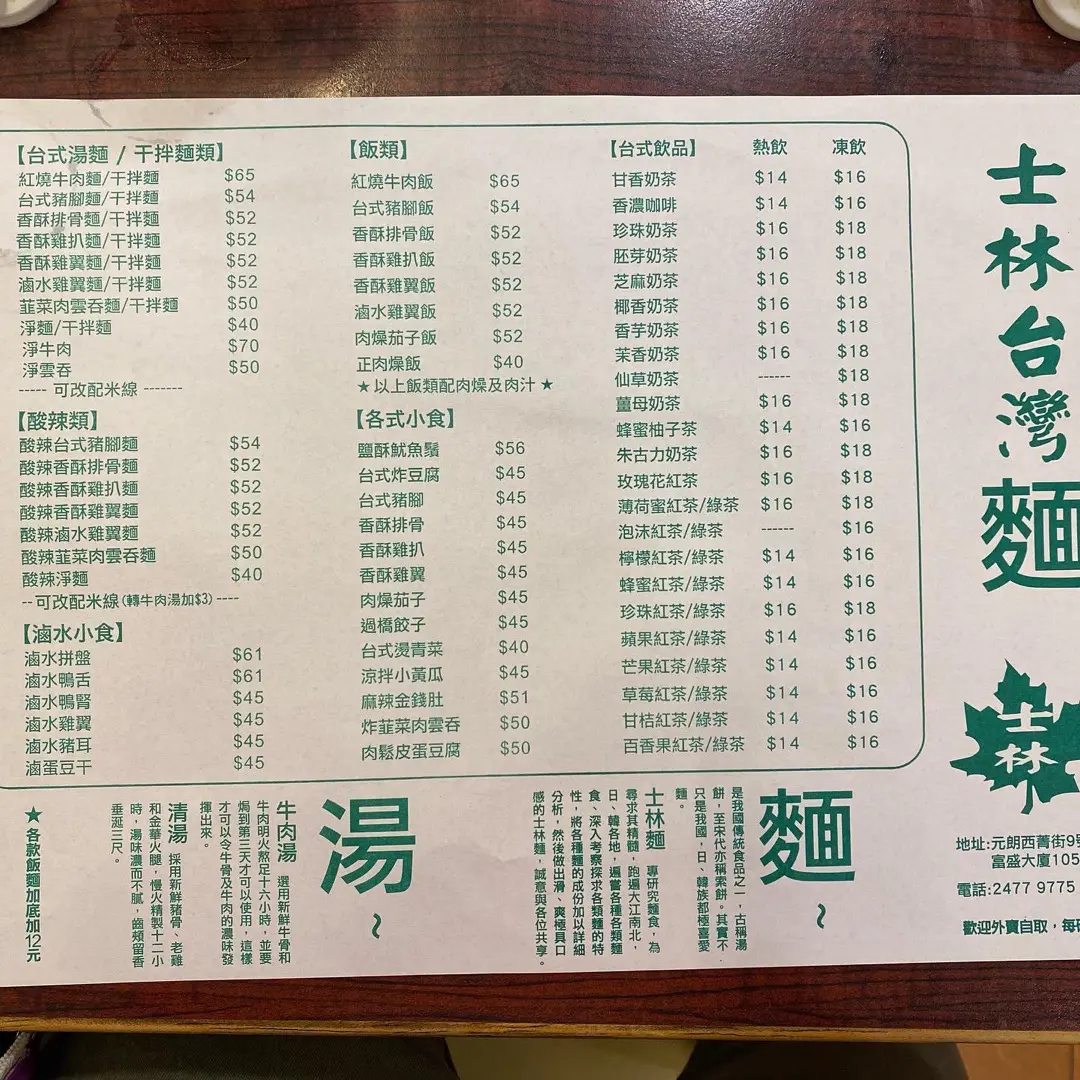 【台式湯麵 / 干拌麵類】
紅燒牛肉麵/干拌麵 $65
台式豬腳麵/干拌麵 $54
香酥排骨麵/干拌麵 $52
香酥雞扒麵/干拌麵 $52
香酥雞翼麵/干拌麵 $52
滷水雞翼麵/干拌麵 $52
韮菜肉雲吞麵/干拌麵 $50
淨麵/干拌麵 $40
淨牛肉 $70
淨雲吞 $50
----- 可改配米線 -------
【酸辣類】
酸辣台式豬腳麵 $54
酸辣香酥排骨麵 $52
酸辣香酥雞扒麵 $52
酸辣香酥雞翼麵 $52
酸辣滷水雞翼麵 $52
酸辣韮菜肉雲吞麵 $50
酸辣淨麵 $40
--可改配米線(轉牛肉湯加$3)----
【滷水小食】
滷水拼盤 $61
滷水鴨舌 $61
滷水鴨腎 $45
滷水雞翼 $45
滷水豬耳 $45
滷蛋豆干 $45
【飯類】
紅燒牛肉飯 $65
台式豬腳飯 $54
香酥排骨飯 $52
香酥雞扒飯 $52
香酥雞翼飯 $52
滷水雞翼飯 $52
肉燥茄子飯 $52
正肉燥飯 $40
★以上飯類配肉燥及肉汁★
【各式小食】
鹽酥魷魚鬚 $56
台式炸豆腐 $45
台式豬腳 $45
香酥排骨 $45
香酥雞扒 $45
香酥雞翼 $45
肉燥茄子 $45
過橋餃子 $45
台式燙青菜 $40
涼拌小黃瓜 $45
麻辣金錢肚 $51
炸韮菜肉雲吞 $50
肉鬆皮蛋豆腐 $50
【台式飲品】 熱飲 凍飲
甘香奶茶 $14 $16
香濃咖啡 $14 $16
珍珠奶茶 $16 $18
胚芽奶茶 $16 $18
芝麻奶茶 $16 $18
椰香奶茶 $16 $18
香芋奶茶 $16 $18
茉香奶茶 $16 $18
仙草奶茶 ------ $18
薑母奶茶 $16 $18
蜂蜜柚子茶 $14 $16
朱古力奶茶 $16 $18
玫瑰花紅茶 $16 $18
薄荷蜜紅茶/綠茶 $16 $18
泡沫紅茶/綠茶 ------ $16
檸檬紅茶/綠茶 $14 $16
蜂蜜紅茶/綠茶 $14 $16
珍珠紅茶/綠茶 $16 $18
蘋果紅茶/綠茶 $14 $16
芒果紅茶/綠茶 $14 $16
草莓紅茶/綠茶 $14 $16
甘桔紅茶/綠茶 $14 $16
百香果紅茶/綠茶 $14 $16
士林台灣麵
士林
地址:元朗西菁街9號
富盛大廈105
電話:2477 9775
歡迎外賣自取，每
麵~
是我國傳統食品之一，古稱湯
餅，至宋代亦稱索餅。其實不
只是我國，日、韓族都極喜愛
麵。
士林麵 專研究麵食，為
尋求其精髓，跑遍大江南北，
日、韓各地，遍嘗各種各類麵
食、深入考察探求各類麵的特
性，將各種麵的成份加以詳細
分析，然後做出滑、爽極具口
感的士林麵，誠意與各位共享。
湯~
牛肉湯 選用新鮮牛骨和
牛肉明火熬足十六小時，並要
焗到第三天才可以使用，這樣
才可以令牛骨及牛肉的濃味發
揮出來。
清湯 採用新鮮豬骨、老雞
和金華火腿，慢火精製十二小
時，湯味濃而不膩，齒頰留香
垂涎三尺。
★各款飯麵加底加12元